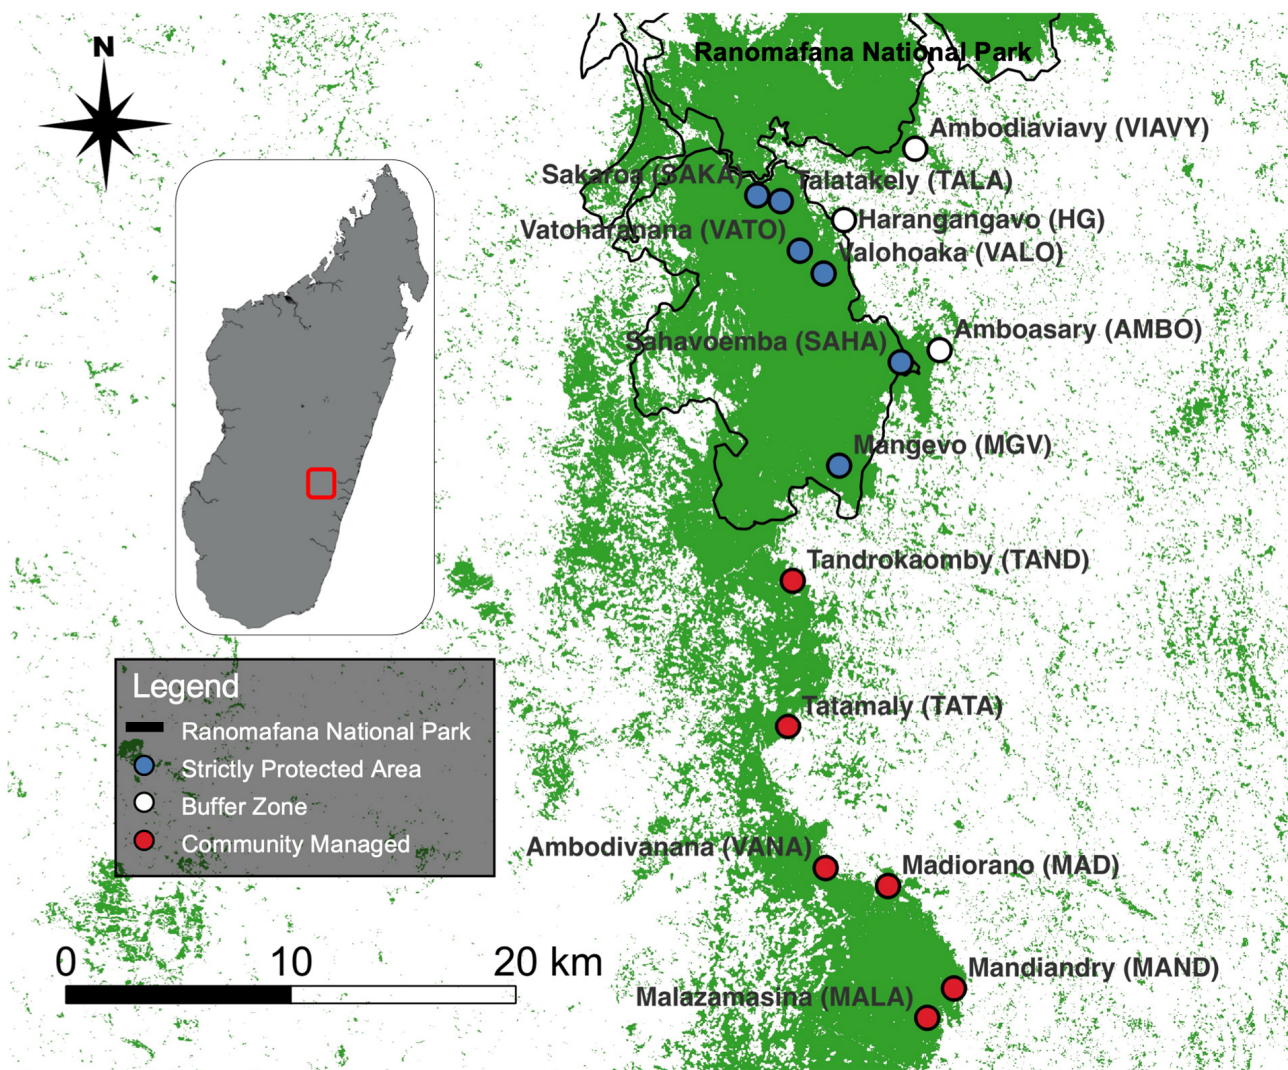 Ranomafana National Park
N
Ambodiaviavy (VIAVY)
Sakaroa (SAKA)
Talatakely (TALA)
Harangangavo (HG)
Vatoharanana (VATO)
Valohoaka (VALO)
Amboasary (AMBO)
Sahavoemba (SAHA)
Mangevo (MGV)
Tandrokaomby (TAND)
Tatamaly (TATA)
Ambodivanana (VANA)
Madiorano (MAD)
Mandiandry (MAND)
Malazamasina (MALA)
Legend
Ranomafana National Park
Strictly Protected Area
Buffer Zone
Community Managed
0 10 20 km